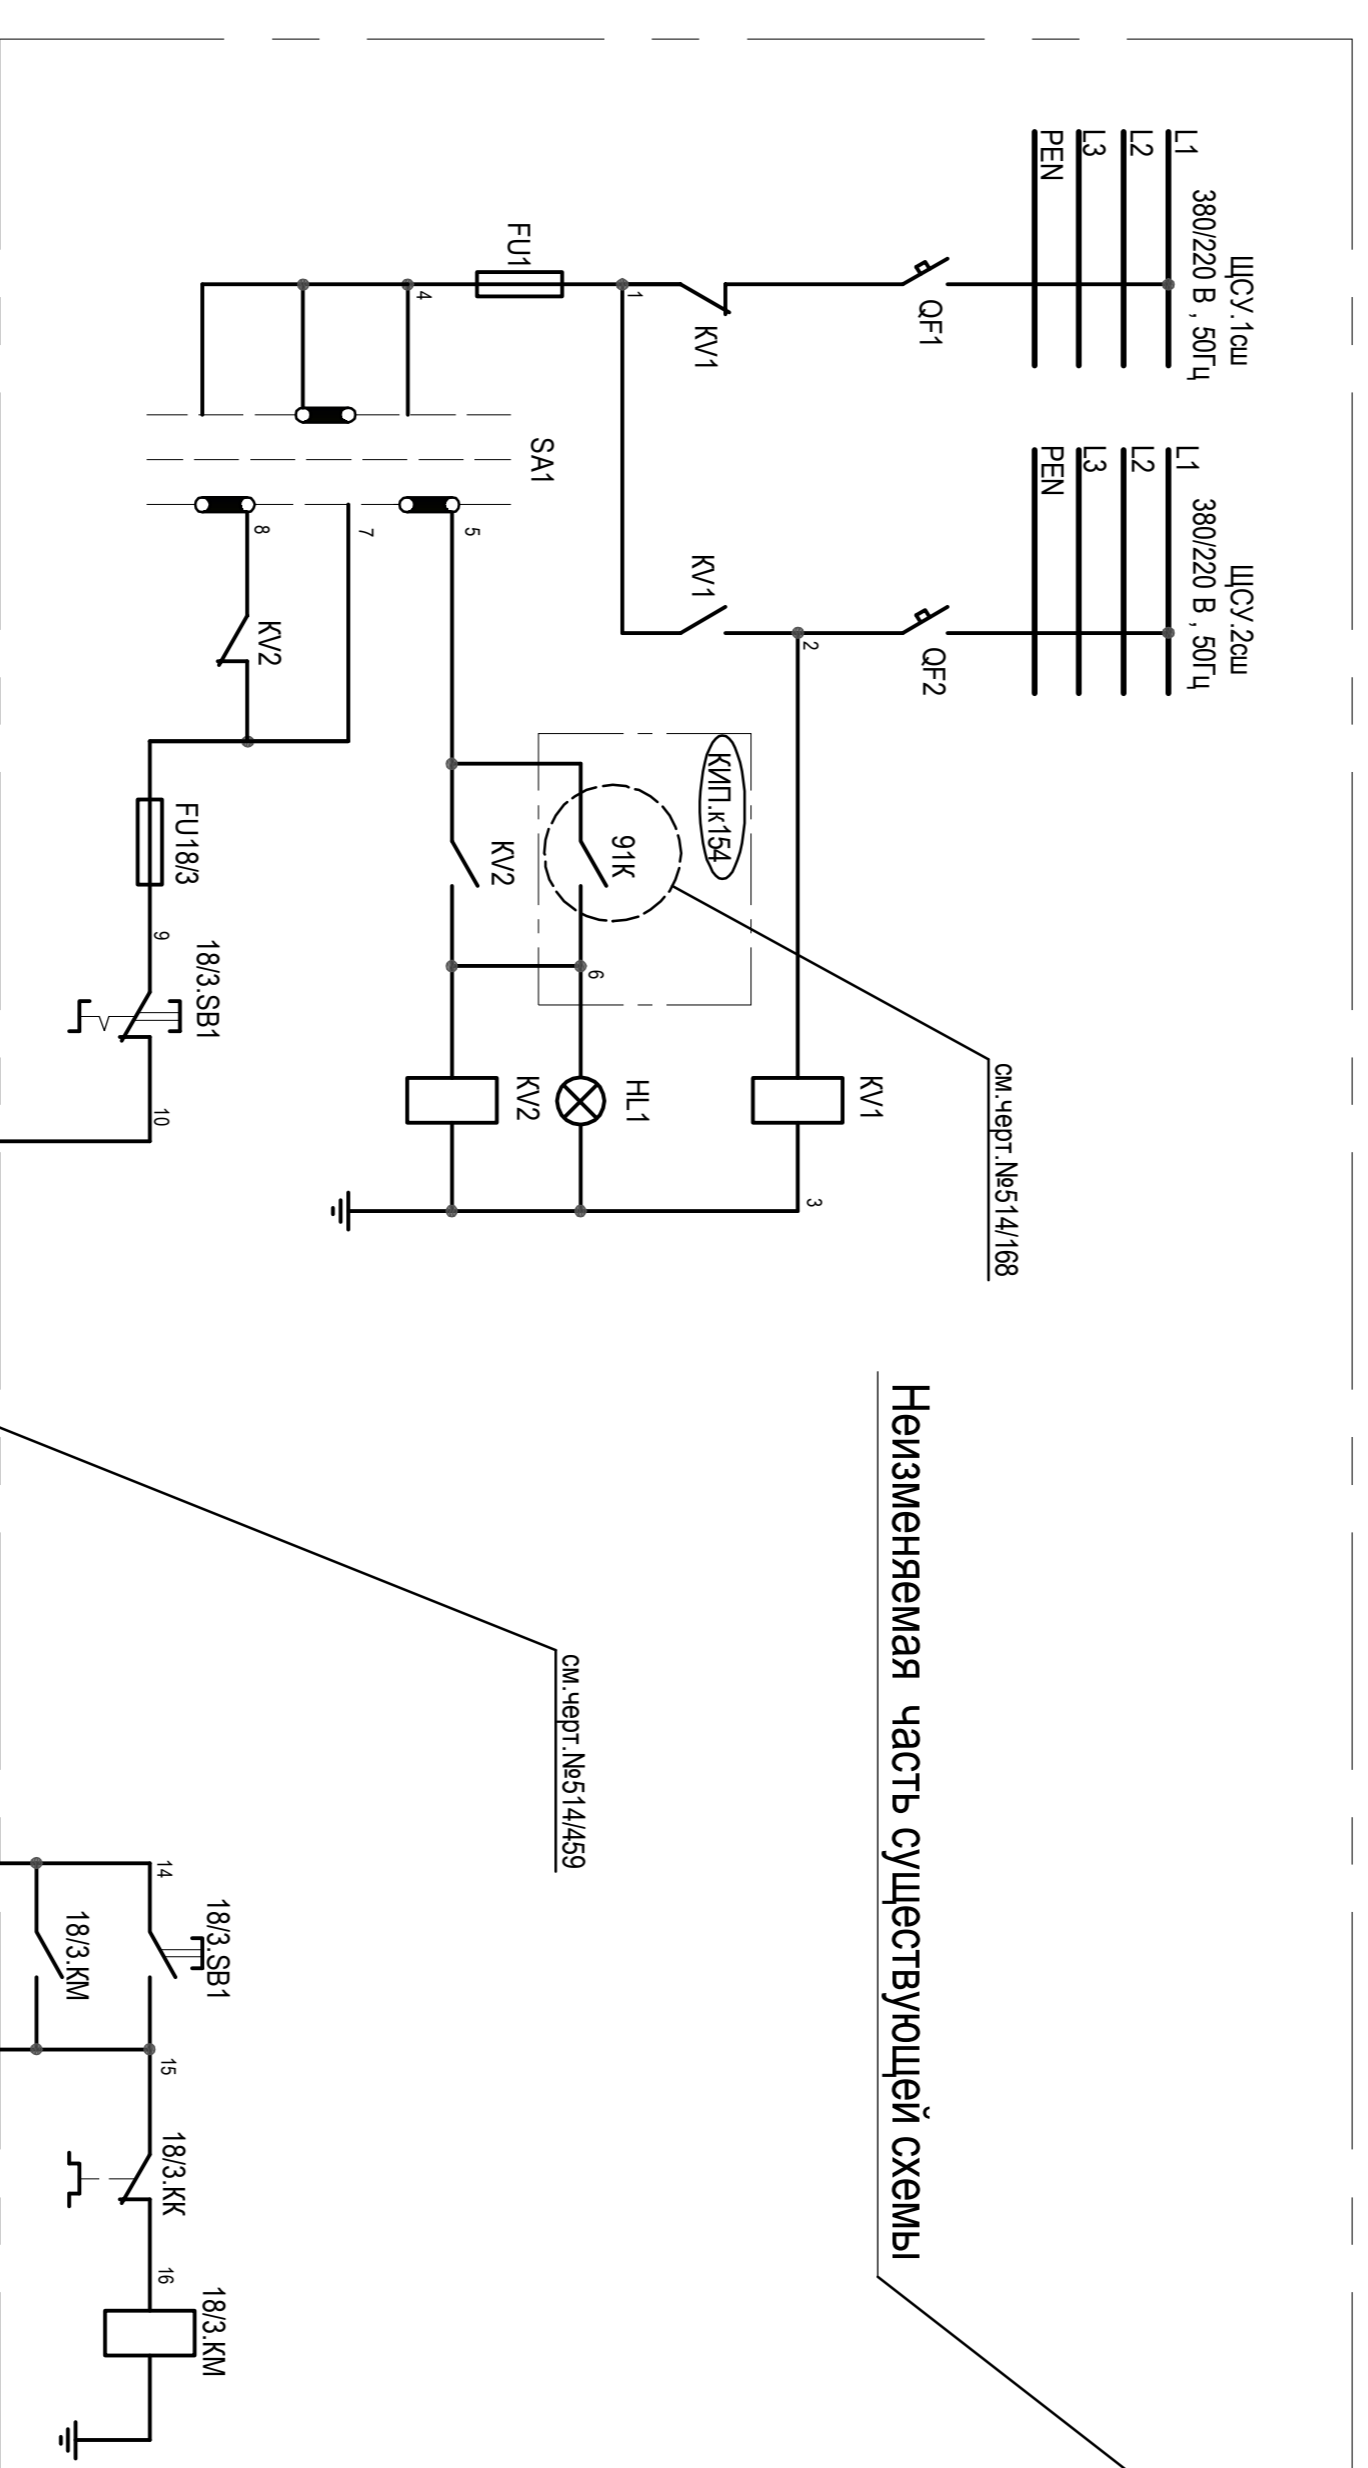 ЩСУ.1сш
380/220 В , 50Гц
L1
L2
L3
PEN
ЩСУ.2сш
380/220 В , 50Гц
L1
L2
L3
PEN
QF1
QF2
KV1
KV1
1
2
FU1
4
SA1
5
7
8
KV2
КИП.к154
91К
KV2
6
HL1
KV2
KV1
3
см.черт.№514/168
FU18/3
9
18/3.SB1
10
Неизменяемая часть существующей схемы
см.черт.№514/459
14
18/3.SB1
18/3.КМ
15
18/3.КК
16
18/3.КМ